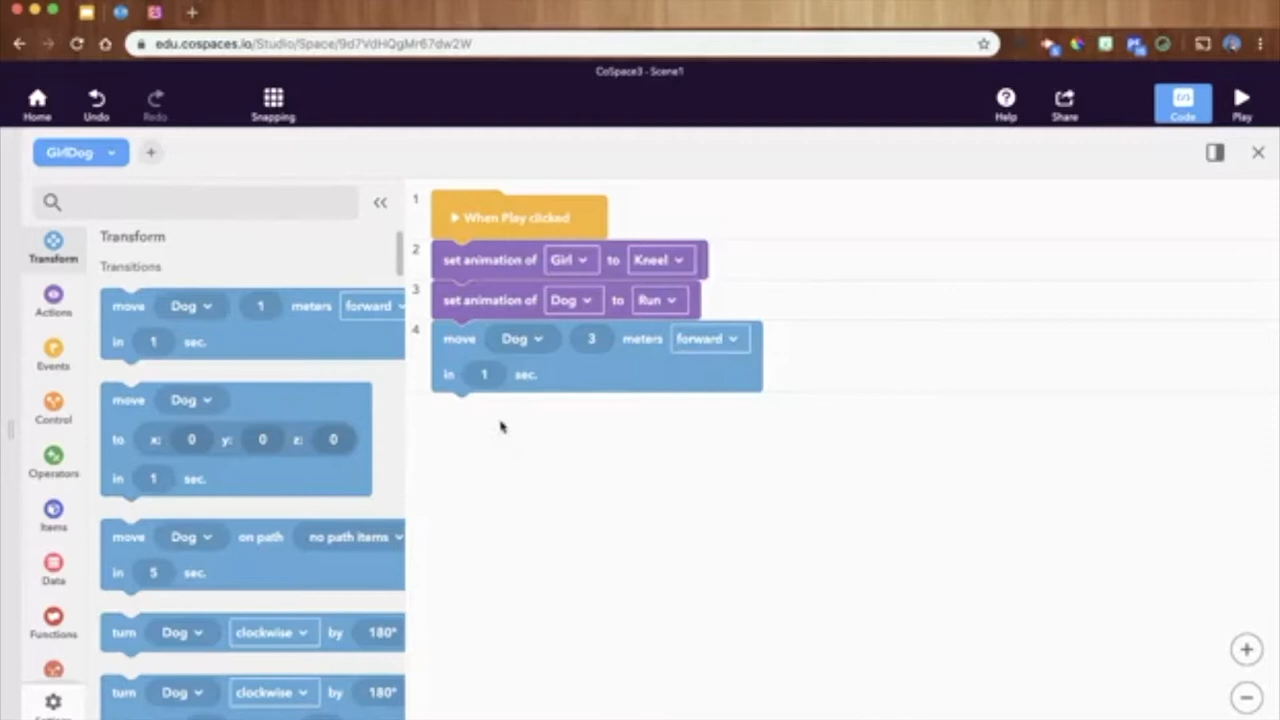 edu.cospaces.io/Studio/Space/9d7VdHQgMr67dw2W
CoSpace3 - Scene1
Home
Undo
Redo
Snapping
Help
Share
Code
Play
GirlDog
Transform
Actions
Events
Control
Operators
Items
Data
Functions
Transform
Transitions
move Dog 1 meters forward
in 1 sec.
move Dog
to x: 0 y: 0 z: 0
in 1 sec.
move Dog on path no path items
in 5 sec.
turn Dog clockwise by 180°
turn Dog clockwise by 180°
1
When Play clicked
2
set animation of Girl to Kneel
3
set animation of Dog to Run
4
move Dog 3 meters forward
in 1 sec.